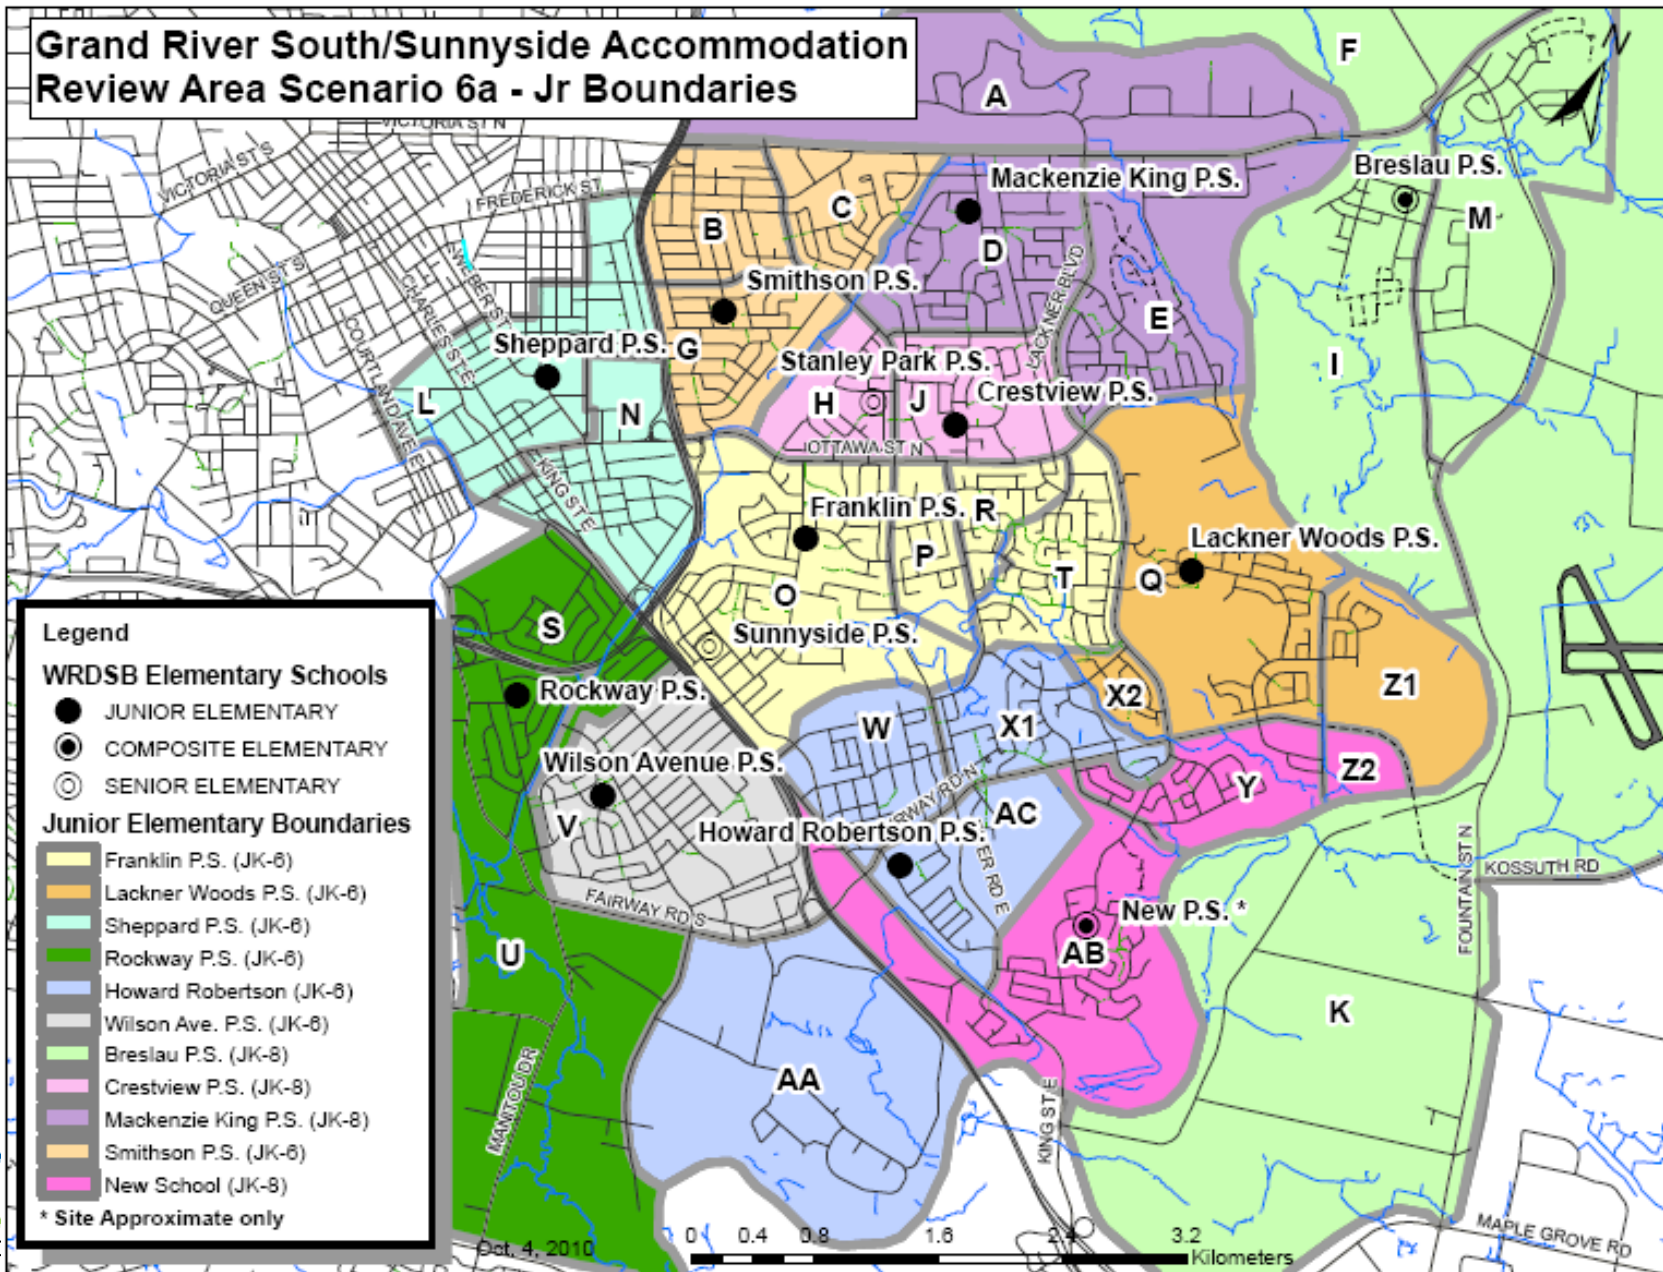 Grand River South/Sunnyside Accommodation
Review Area Scenario 6a - Jr Boundaries
N
F
A
VICTORIA ST N
VICTORIA ST S
FREDERICK ST
Mackenzie King P.S.
Breslau P.S.
B
C
D
M
QUEEN ST S
CHARLES ST E
WEBER ST E
COURTLAND AVE E
LACKNER BLVD
Smithson P.S.
E
Sheppard P.S.
G
Stanley Park P.S.
I
L
N
H
J
Crestview P.S.
OTTAWA ST N
KING ST E
Franklin P.S.
R
P
Lackner Woods P.S.
T
Q
O
S
Sunnyside P.S.
Rockway P.S.
X2
Z1
W
X1
Wilson Avenue P.S.
Z2
Y
V
AC
Howard Robertson P.S.
FAIRWAY RD S
FOUNTAIN ST N
KOSSUTH RD
New P.S. *
U
AB
K
MANITOU DR
AA
KING ST E
MAPLE GROVE RD
Legend
WRDSB Elementary Schools
JUNIOR ELEMENTARY
COMPOSITE ELEMENTARY
SENIOR ELEMENTARY
Junior Elementary Boundaries
Franklin P.S. (JK-6)
Lackner Woods P.S. (JK-6)
Sheppard P.S. (JK-6)
Rockway P.S. (JK-6)
Howard Robertson (JK-6)
Wilson Ave. P.S. (JK-6)
Breslau P.S. (JK-8)
Crestview P.S. (JK-8)
Mackenzie King P.S. (JK-8)
Smithson P.S. (JK-6)
New School (JK-8)
* Site Approximate only
Oct. 4, 2010
0 0.4 0.8 1.6 2.4 3.2
Kilometers